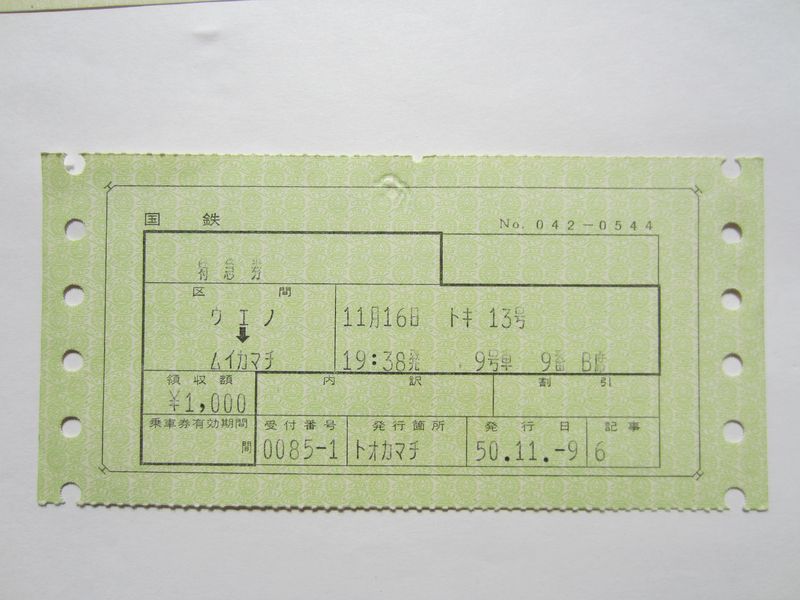 国鉄
No. 042-0544
特急券
区間
ウエノ
11月16日 トキ 13号
ムイカマチ
19:38発 9号車 9番 B席
領収額
内訳
割引
¥1,000
乗車券有効期間
受付番号
発行箇所
発行日
記事
間
0085-1
トオカマチ
50.11.-9
6